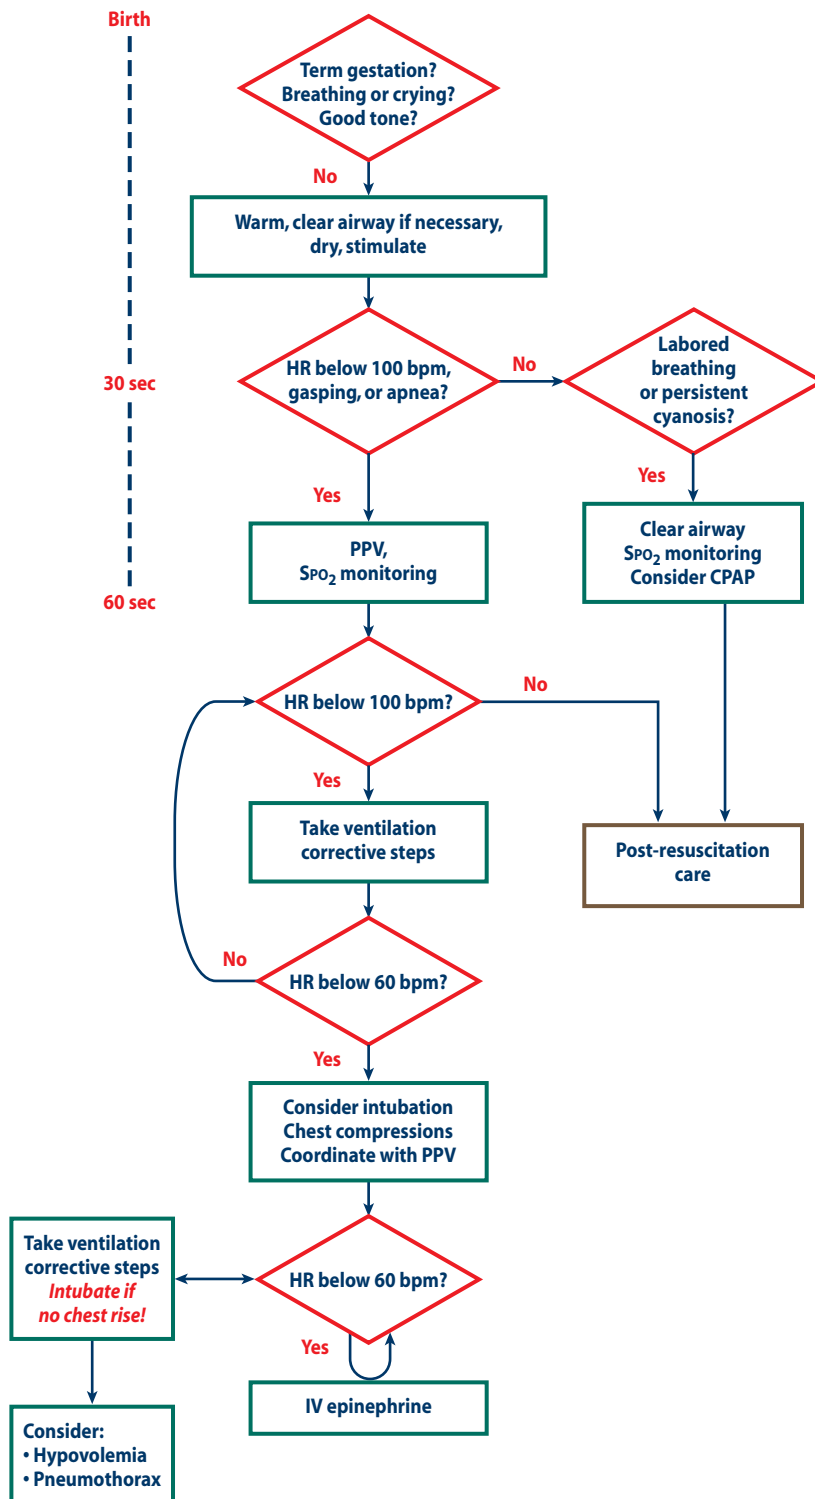 Birth
Term gestation?
Breathing or crying?
Good tone?
No
Warm, clear airway if necessary,
dry, stimulate
30 sec
HR below 100 bpm,
gasping, or apnea?
No
Labored
breathing
or persistent
cyanosis?
Yes
Yes
PPV,
SPO₂ monitoring
Clear airway
SPO₂ monitoring
Consider CPAP
60 sec
HR below 100 bpm?
No
Yes
Take ventilation
corrective steps
Post-resuscitation
care
No
HR below 60 bpm?
Yes
Consider intubation
Chest compressions
Coordinate with PPV
Take ventilation
corrective steps
Intubate if
no chest rise!
HR below 60 bpm?
Yes
IV epinephrine
Consider:
• Hypovolemia
• Pneumothorax